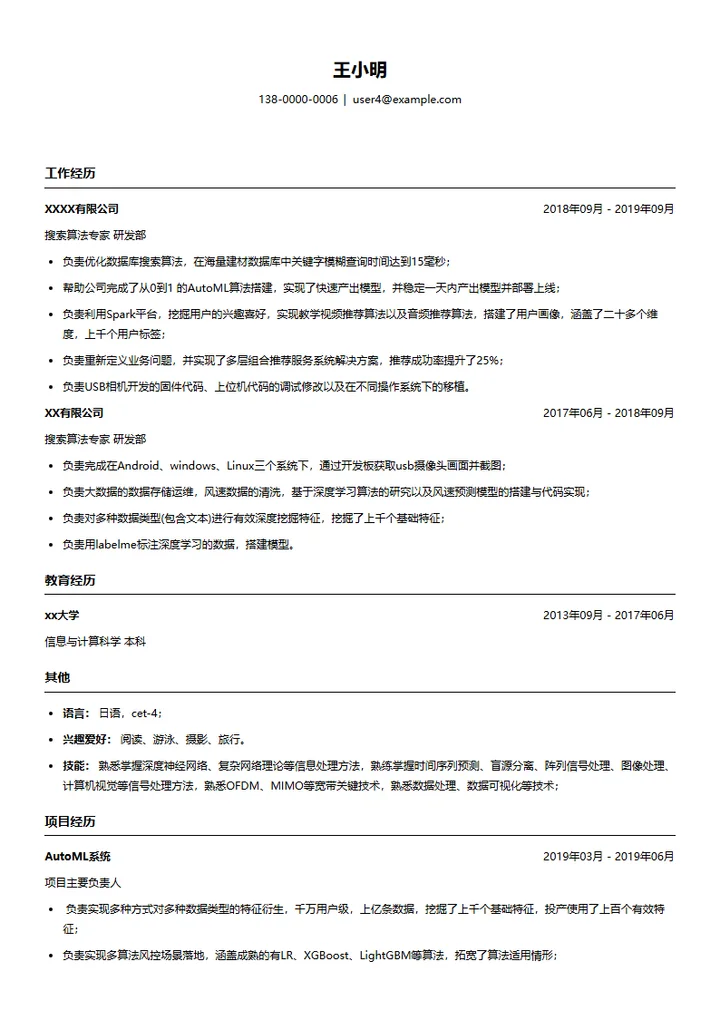 王小明
138-0000-0006 | user4@example.com
工作经历
XXXX有限公司 2018年09月 - 2019年09月
搜索算法专家 研发部
• 负责优化数据库搜索算法，在海量建材数据库中关键字模糊查询时间达到15毫秒；
• 帮助公司完成了从0到1 的AutoML算法搭建，实现了快速产出模型，并稳定一天内产出模型并部署上线；
• 负责利用Spark平台，挖掘用户的兴趣喜好，实现教学视频推荐算法以及音频推荐算法，搭建了用户画像，涵盖了二十多个维
度，上千个用户标签；
• 负责重新定义业务问题，并实现了多层组合推荐服务系统解决方案，推荐成功率提升了25%；
• 负责USB相机开发的固件代码、上位机代码的调试修改以及在不同操作系统下的移植。
XX有限公司 2017年06月 - 2018年09月
搜索算法专家 研发部
• 负责完成在Android、windows、Linux三个系统下，通过开发板获取usb摄像头画面并截图；
• 负责大数据的数据存储运维，风速数据的清洗，基于深度学习算法的研究以及风速预测模型的搭建与代码实现；
• 负责对多种数据类型(包含文本)进行有效深度挖掘特征，挖掘了上千个基础特征；
• 负责用labelme标注深度学习的数据，搭建模型。
教育经历
xx大学 2013年09月 - 2017年06月
信息与计算科学 本科
其他
• 语言： 日语，cet-4；
• 兴趣爱好： 阅读、游泳、摄影、旅行。
• 技能： 熟悉掌握深度神经网络、复杂网络理论等信息处理方法，熟练掌握时间序列预测、盲源分离、阵列信号处理、图像处理、
计算机视觉等信号处理方法，熟悉OFDM、MIMO等宽带关键技术，熟悉数据处理、数据可视化等技术；
项目经历
AutoML系统 2019年03月 - 2019年06月
项目主要负责人
• 负责实现多种方式对多种数据类型的特征衍生，千万用户级，上亿条数据，挖掘了上千个基础特征，投产使用了上百个有效特
征；
• 负责实现多算法风控场景落地，涵盖成熟的有LR、XGBoost、LightGBM等算法，拓宽了算法适用情形；